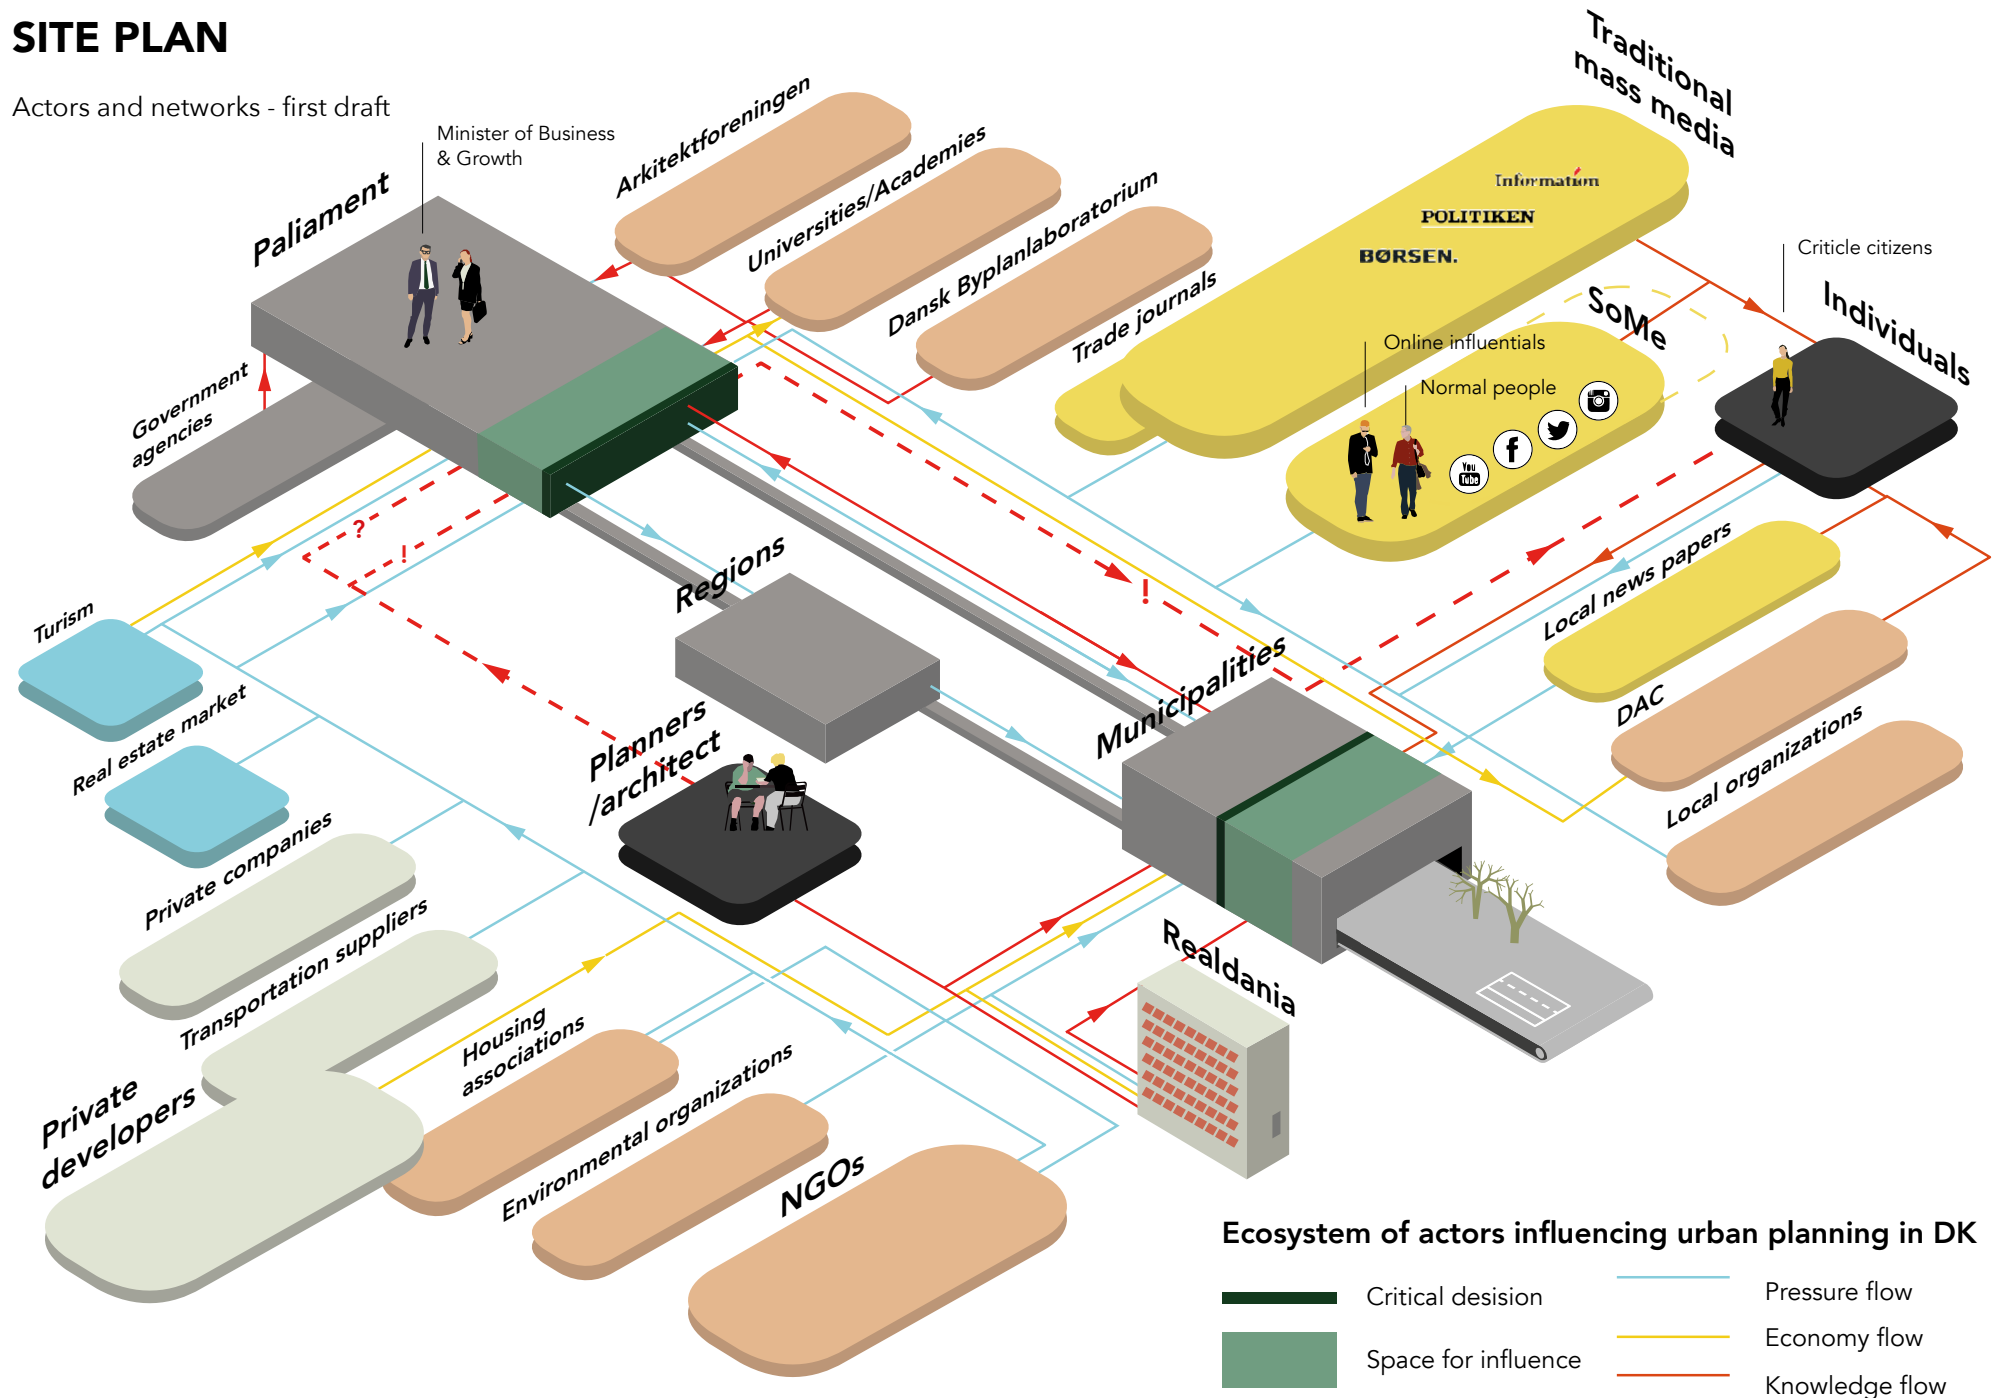 SITE PLAN
Actors and networks - first draft
Minister of Business
& Growth
Paliament
Arkitektforeningen
Universities/Academies
Dansk Byplanlaboratorium
Trade journals
Traditional
mass media
Information
POLITIKEN
BØRSEN.
SoMe
Online influentials
Normal people
You
Tube
Criticle citizens
Individuals
Government
agencies
?
!
!
Regions
Municipalities
Local news papers
DAC
Local organizations
Turism
Real estate market
Planners
/architect
Private companies
Transportation suppliers
Private
developers
Housing
associations
Environmental organizations
NGOs
Realdania
Ecosystem of actors influencing urban planning in DK
Critical desision
Space for influence
Pressure flow
Economy flow
Knowledge flow